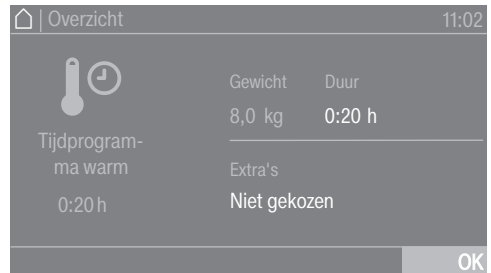 | Overzicht 11:02
Gewicht Duur
8,0 kg 0:20 h
Tijdprogram-
ma warm
0:20 h
Extra's
Niet gekozen
OK